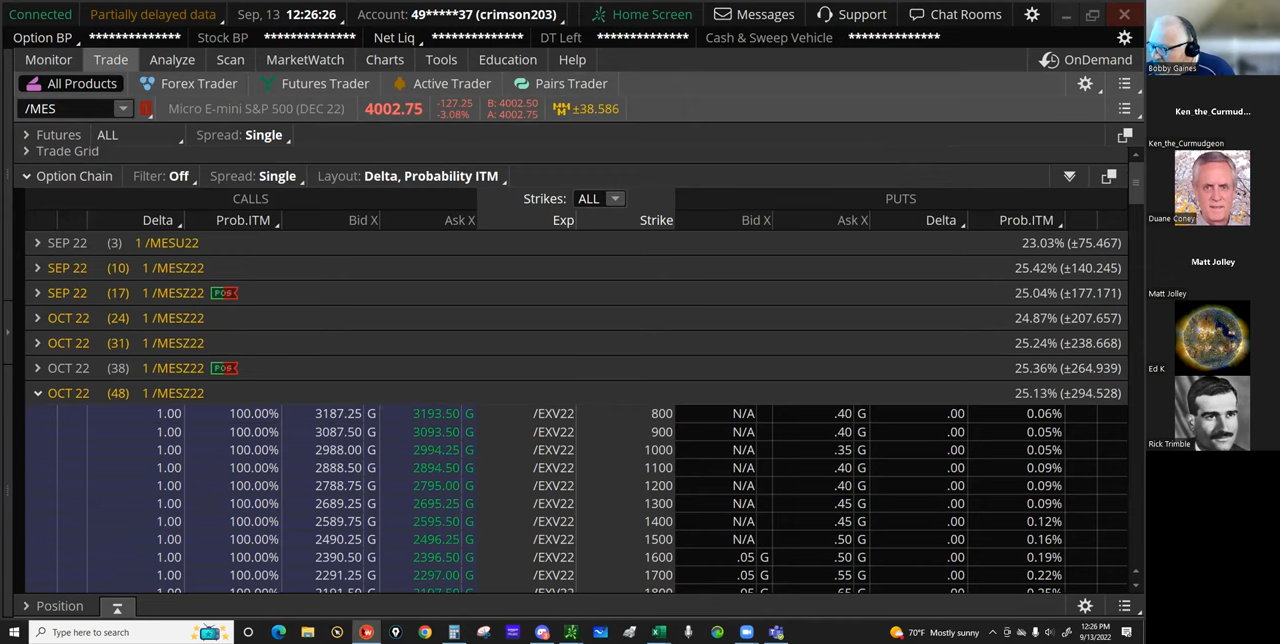 Connected Partially delayed data Sep, 13 12:26:26 Account: 49*****37 (crimson203) Home Screen Messages Support Chat Rooms
Option BP ************** Stock BP ************** Net Liq ************** DT Left ************** Cash & Sweep Vehicle **************
Monitor Trade Analyze Scan MarketWatch Charts Tools Education Help OnDemand
All Products Forex Trader Futures Trader Active Trader Pairs Trader
/MES Micro E-mini S&P 500 (DEC 22) 4002.75 -127.25 -3.08% B: 4002.50 A: 4002.75 ±38.586
Futures ALL Spread: Single
Trade Grid
Option Chain Filter: Off Spread: Single Layout: Delta, Probability ITM
CALLS Strikes: ALL PUTS
Delta Prob.ITM Bid X Ask X Exp Strike Bid X Ask X Delta Prob.ITM
SEP 22 (3) 1 /MESU22 23.03% (±75.467)
SEP 22 (10) 1 /MESZ22 25.42% (±140.245)
SEP 22 (17) 1 /MESZ22 POS 25.04% (±177.171)
OCT 22 (24) 1 /MESZ22 24.87% (±207.657)
OCT 22 (31) 1 /MESZ22 25.24% (±238.668)
OCT 22 (38) 1 /MESZ22 POS 25.36% (±264.939)
OCT 22 (48) 1 /MESZ22 25.13% (±294.528)
1.00 100.00% 3187.25 G 3193.50 G /EXV22 800 N/A .40 G .00 0.06%
1.00 100.00% 3087.50 G 3093.50 G /EXV22 900 N/A .40 G .00 0.05%
1.00 100.00% 2988.00 G 2994.25 G /EXV22 1000 N/A .35 G .00 0.05%
1.00 100.00% 2888.50 G 2894.50 G /EXV22 1100 N/A .40 G .00 0.09%
1.00 100.00% 2788.75 G 2795.00 G /EXV22 1200 N/A .40 G .00 0.09%
1.00 100.00% 2689.25 G 2695.25 G /EXV22 1300 N/A .45 G .00 0.09%
1.00 100.00% 2589.75 G 2595.50 G /EXV22 1400 N/A .45 G .00 0.12%
1.00 100.00% 2490.25 G 2496.25 G /EXV22 1500 N/A .50 G .00 0.16%
1.00 100.00% 2390.50 G 2396.50 G /EXV22 1600 .05 G .50 G .00 0.19%
1.00 100.00% 2291.25 G 2297.00 G /EXV22 1700 .05 G .55 G .00 0.22%
Position
Type here to search 70°F Mostly sunny 12:26 PM
9/13/2022
Bobby Gaines
Ken_the_Curmud...
Ken_the_Curmudgeon
Duane Coney
Matt Jolley
Matt Jolley
Ed K
Rick Trimble